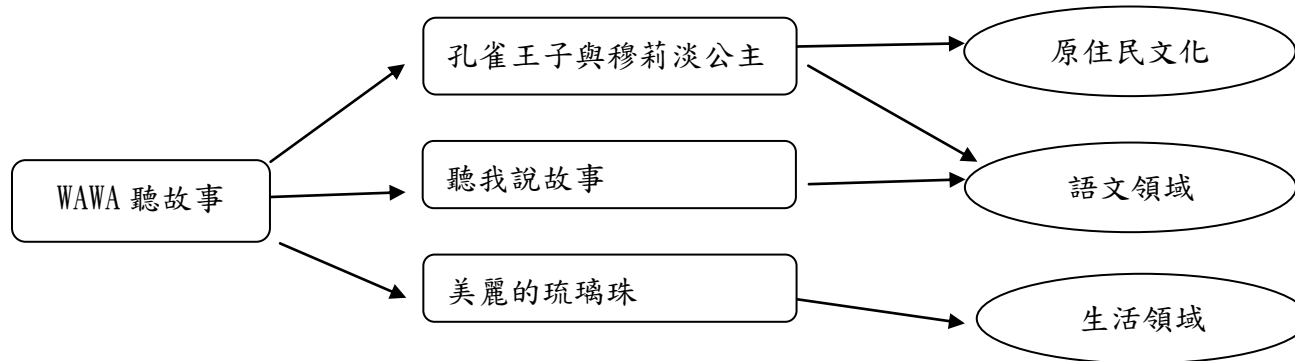 孔雀王子與穆莉淡公主
原住民文化
WAWA 聽故事
聽我說故事
語文領域
美麗的琉璃珠
生活領域